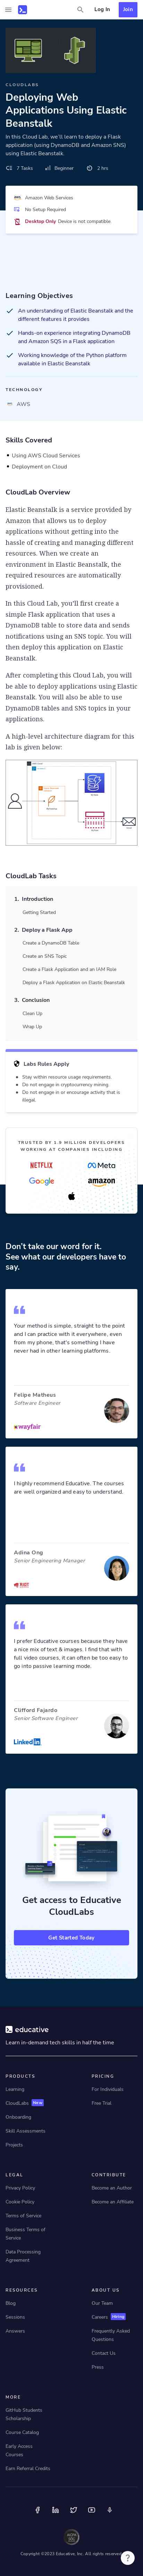 Log In
Join
CLOUDLABS
Deploying Web
Applications Using Elastic
Beanstalk
In this Cloud Lab, we'll learn to deploy a Flask
application (using DynamoDB and Amazon SNS)
using Elastic Beanstalk.
7 Tasks
Beginner
2 hrs
Amazon Web Services
No Setup Required
Desktop Only Device is not compatible.
Learning Objectives
An understanding of Elastic Beanstalk and the
different features it provides
Hands-on experience integrating DynamoDB
and Amazon SQS in a Flask application
Working knowledge of the Python platform
available in Elastic Beanstalk
TECHNOLOGY
AWS
Skills Covered
Using AWS Cloud Services
Deployment on Cloud
CloudLab Overview
Elastic Beanstalk is a service provided by
Amazon that allows us to deploy
applications without getting into the
hassle of creating and managing different
resources. When we create an
environment in Elastic Beanstalk, the
required resources are automatically
provisioned.
In this Cloud Lab, you'll first create a
simple Flask application that uses a
DynamoDB table to store data and sends a
notification using an SNS topic. You will
then deploy this application on Elastic
Beanstalk.
After completing this Cloud Lab, you will
be able to deploy applications using Elastic
Beanstalk. You will also be able to create
DynamoDB tables and SNS topics in your
applications.
A high-level architecture diagram for this
lab is given below:
CloudLab Tasks
1. Introduction
Getting Started
2. Deploy a Flask App
Create a DynamoDB Table
Create an SNS Topic
Create a Flask Application and an IAM Role
Deploy a Flask Application on Elastic Beanstalk
3. Conclusion
Clean Up
Wrap Up
Labs Rules Apply
Stay within resource usage requirements.
Do not engage in cryptocurrency mining.
Do not engage in or encourage activity that is
illegal.
TRUSTED BY 1.3 MILLION DEVELOPERS
WORKING AT COMPANIES INCLUDING
NETFLIX
Meta
Google
amazon
Don't take our word for it.
See what our developers have to
say.
Your method is simple, straight to the point
and I can practice with it everywhere, even
from my phone, that's something I have
never had in other learning platforms.
Felipe Matheus
Software Engineer
wayfair
I highly recommend Educative. The courses
are well organized and easy to understand.
Adina Ong
Senior Engineering Manager
RIOT
GAMES
I prefer Educative courses because they have
a nice mix of text & images. I find that with
full video courses, it can often be too easy to
go into passive learning mode.
Clifford Fajardo
Senior Software Engineer
LinkedIn
Get access to Educative
CloudLabs
Get Started Today
educative
Learn in-demand tech skills in half the time
PRODUCTS
PRICING
Learning
For Individuals
CloudLabs
New
Free Trial
Onboarding
Skill Assessments
Projects
LEGAL
CONTRIBUTE
Privacy Policy
Become an Author
Cookie Policy
Become an Affiliate
Terms of Service
Business Terms of
Service
Data Processing
Agreement
RESOURCES
ABOUT US
Blog
Our Team
Sessions
Careers
Hiring
Answers
Frequently Asked
Questions
Contact Us
Press
MORE
GitHub Students
Scholarship
Course Catalog
Early Access
Courses
Earn Referral Credits
Copyright ©2023 Educative, Inc. All rights reserved.
?